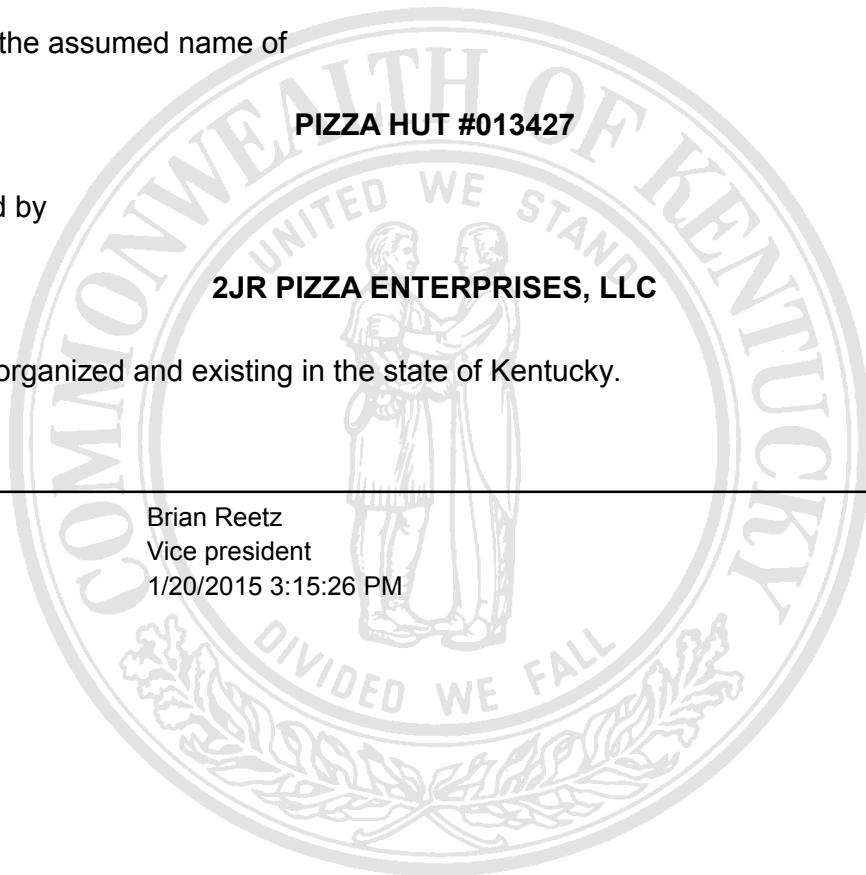 the assumed name of
PIZZA HUT #013427
d by
2JR PIZZA ENTERPRISES, LLC
organized and existing in the state of Kentucky.
Brian Reetz
Vice president
1/20/2015 3:15:26 PM
COMMONWEALTH OF KENTUCKY
UNITED WE STAND
DIVIDED WE FALL